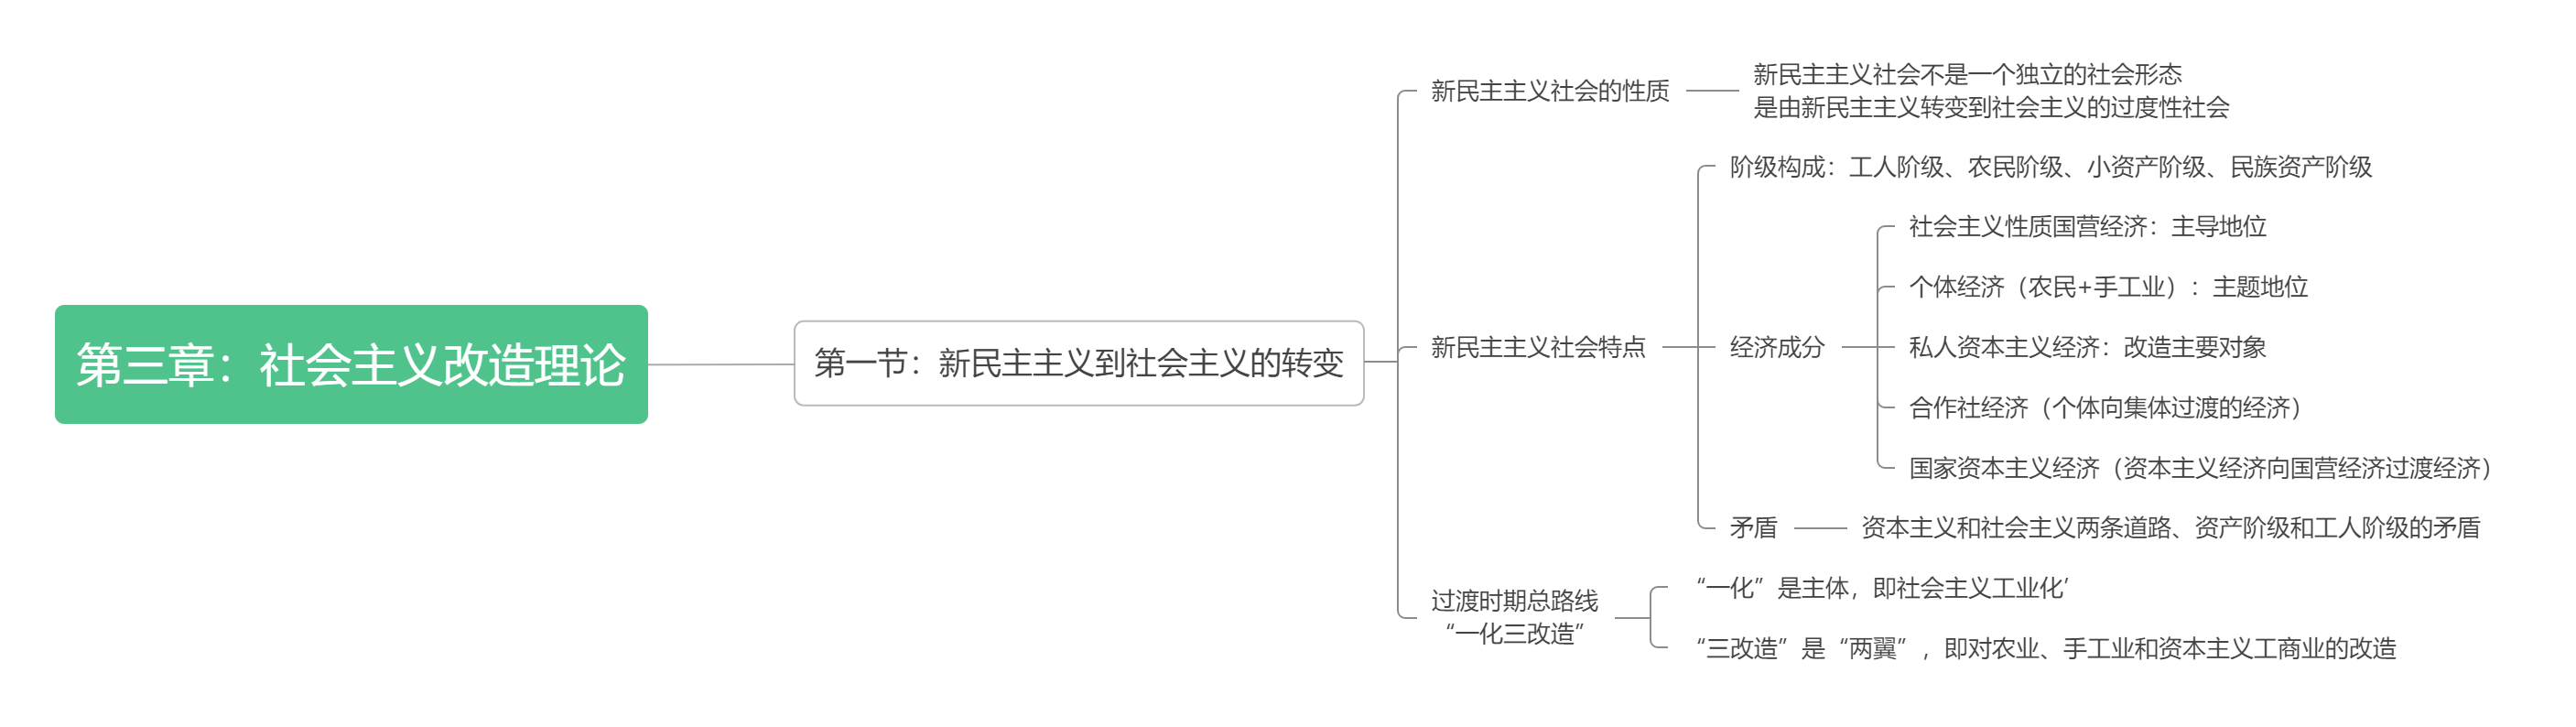 第三章：社会主义改造理论
第一节：新民主主义到社会主义的转变
新民主主义社会的性质
新民主主义社会不是一个独立的社会形态
是由新民主主义转变到社会主义的过度性社会
新民主主义社会特点
阶级构成：工人阶级、农民阶级、小资产阶级、民族资产阶级
经济成分
社会主义性质国营经济：主导地位
个体经济（农民+手工业）：主题地位
私人资本主义经济：改造主要对象
合作社经济（个体向集体过渡的经济）
国家资本主义经济（资本主义经济向国营经济过渡经济）
矛盾
资本主义和社会主义两条道路、资产阶级和工人阶级的矛盾
过渡时期总路线
“一化三改造”
“一化”是主体，即社会主义工业化’
“三改造”是“两翼”，即对农业、手工业和资本主义工商业的改造